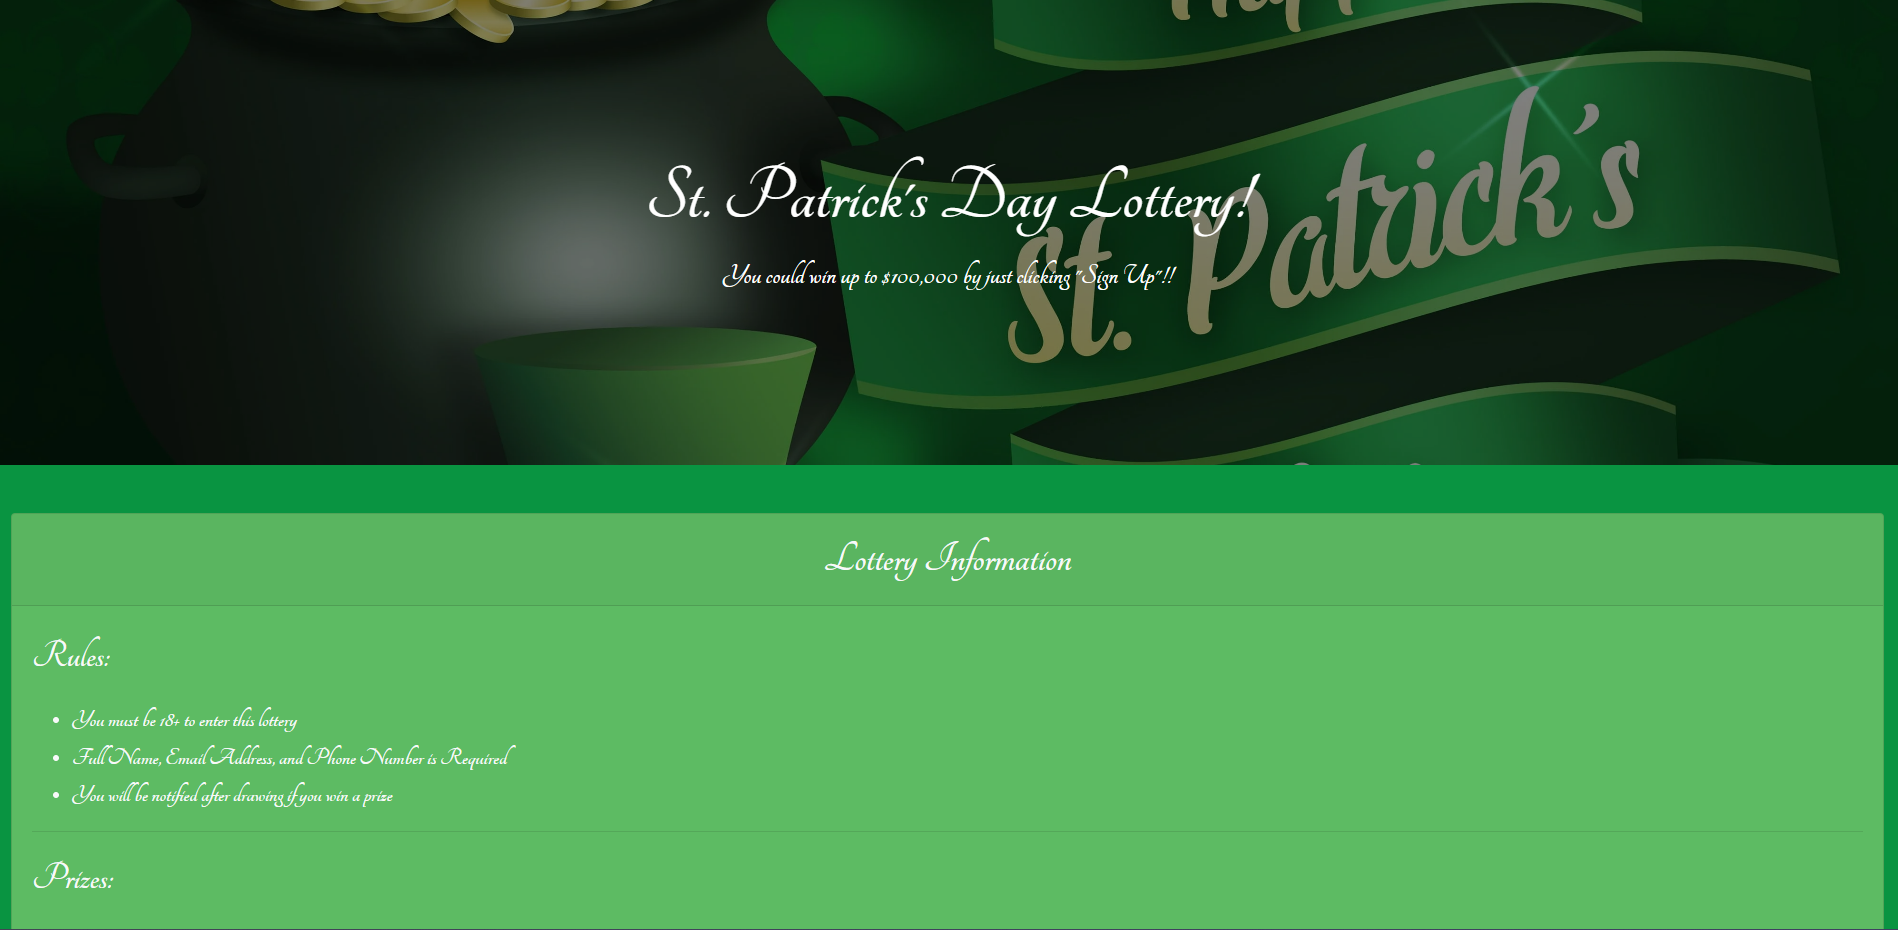 Happ
St. Patrick's
St. Patrick's Day Lottery!
You could win up to $100,000 by just clicking "Sign Up"!!
Lottery Information
Rules:
You must be 18+ to enter this lottery
Full Name, Email Address, and Phone Number is Required
You will be notified after drawing if you win a prize
Prizes: